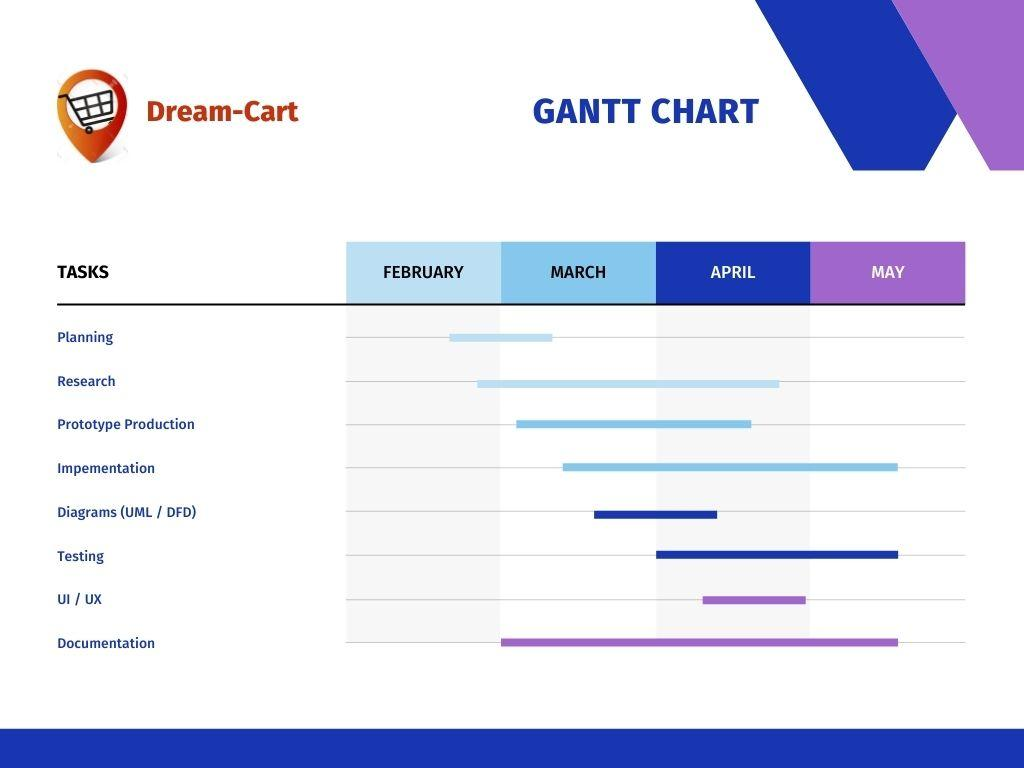 Dream-Cart
GANTT CHART
TASKS FEBRUARY MARCH APRIL MAY
Planning
Research
Prototype Production
Impementation
Diagrams (UML / DFD)
Testing
UI / UX
Documentation